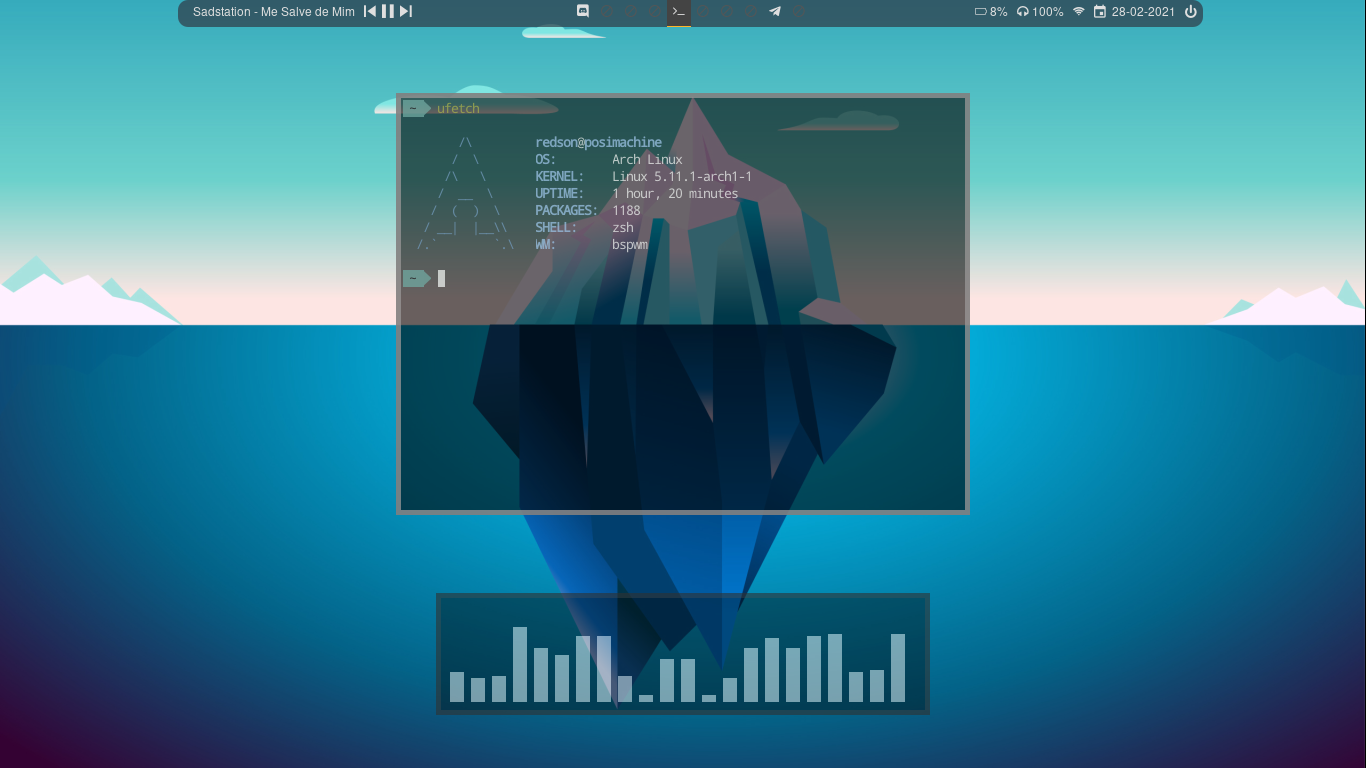 Sadstation - Me Salve de Mim
8%
100%
28-02-2021
~ ufetch
redson@posimachine
OS: Arch Linux
KERNEL: Linux 5.11.1-arch1-1
UPTIME: 1 hour, 20 minutes
PACKAGES: 1188
SHELL: zsh
WM: bspwm
~